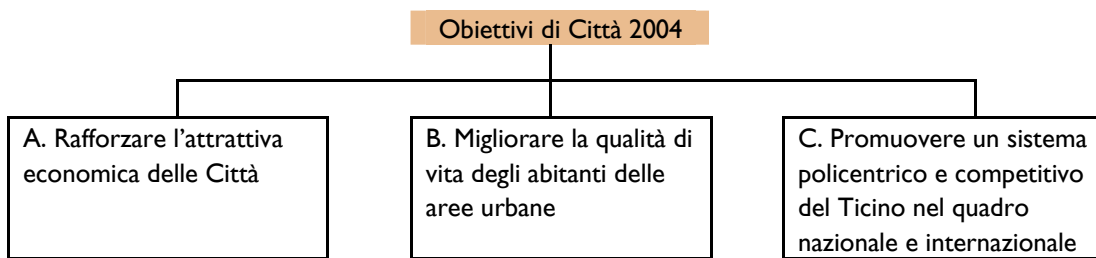 Obiettivi di Città 2004
A. Rafforzare l’attrattiva
economica delle Città
B. Migliorare la qualità di
vita degli abitanti delle
aree urbane
C. Promuovere un sistema
policentrico e competitivo
del Ticino nel quadro
nazionale e internazionale